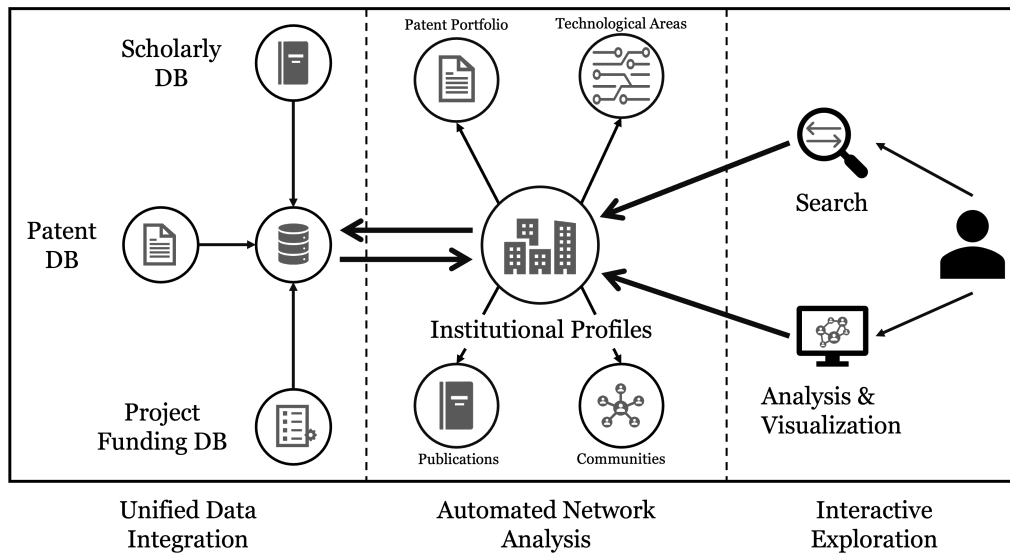 Scholarly
DB
Patent
DB
Project
Funding DB
Patent Portfolio
Technological Areas
Institutional Profiles
Publications
Communities
Search
Analysis &
Visualization
Unified Data
Integration
Automated Network
Analysis
Interactive
Exploration